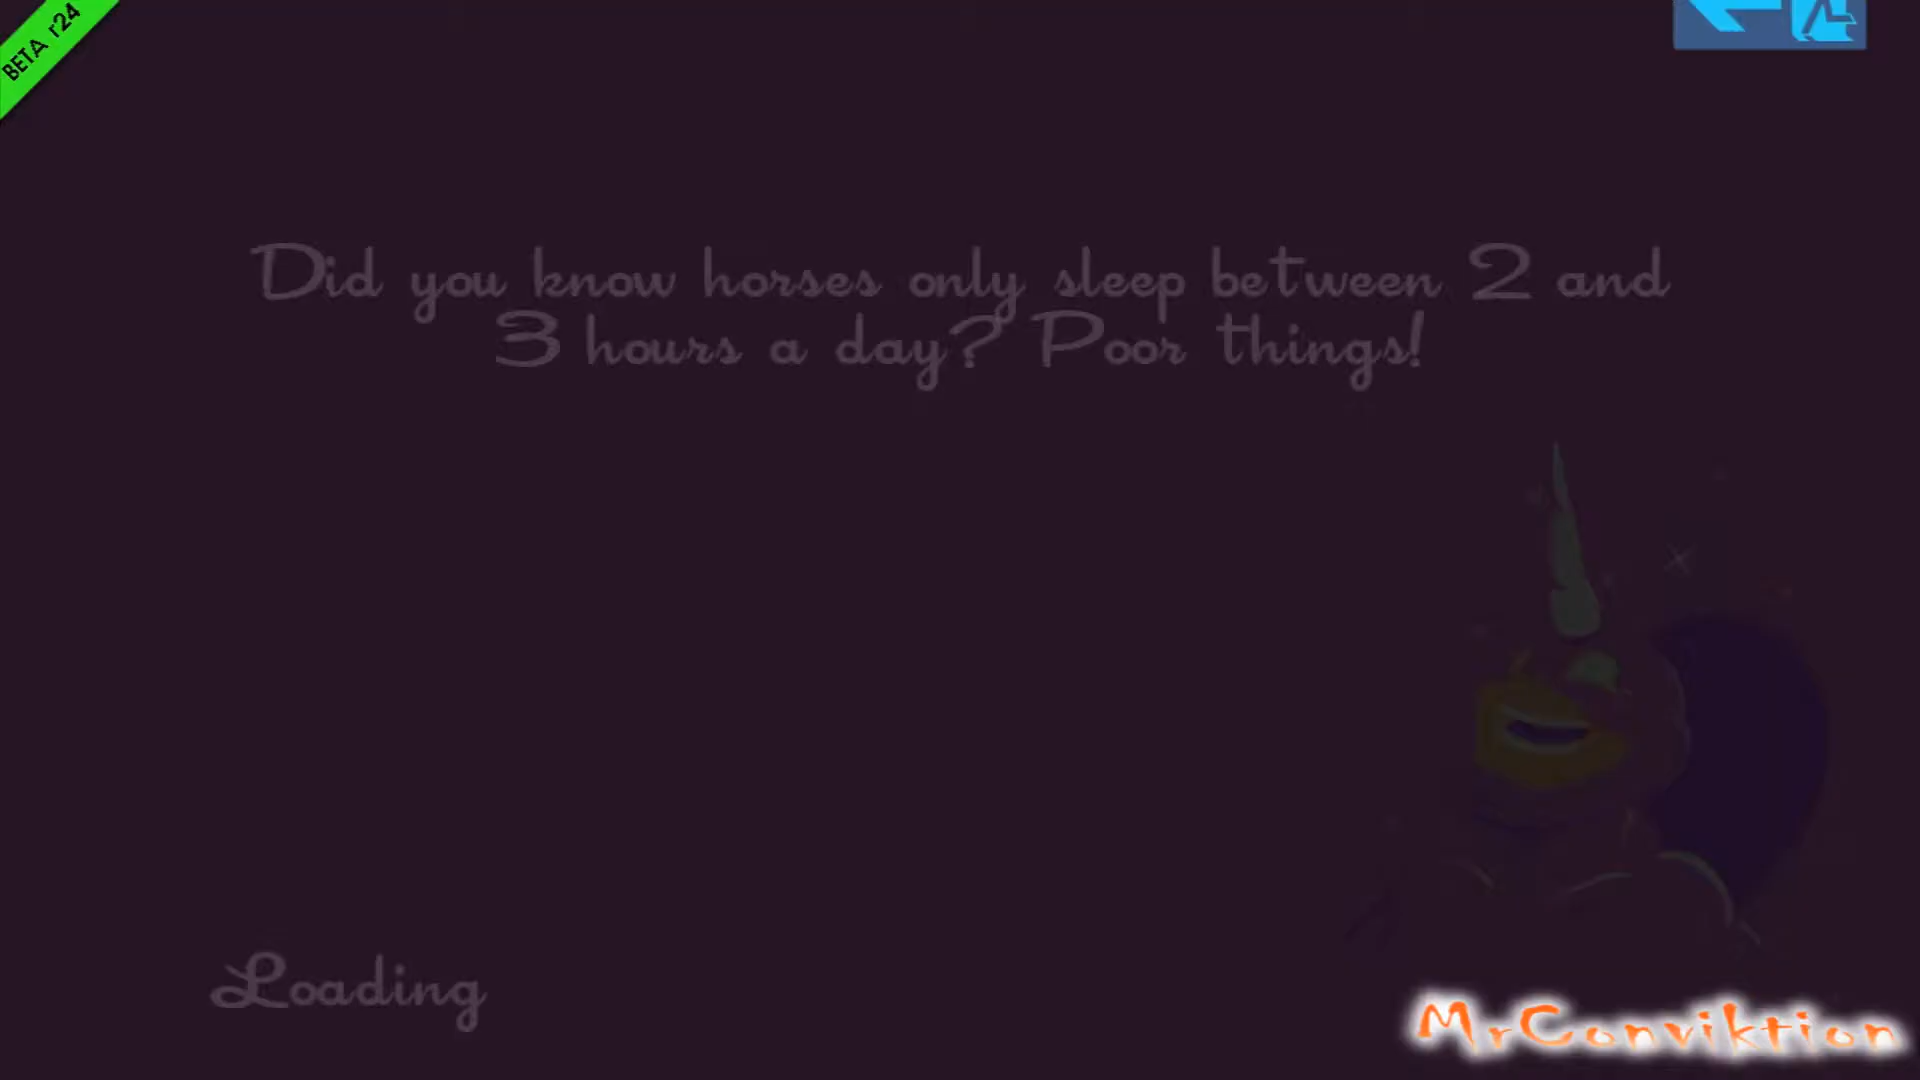 BETA r24
Did you know horses only sleep between 2 and
3 hours a day? Poor things!
Loading
MrConviktion